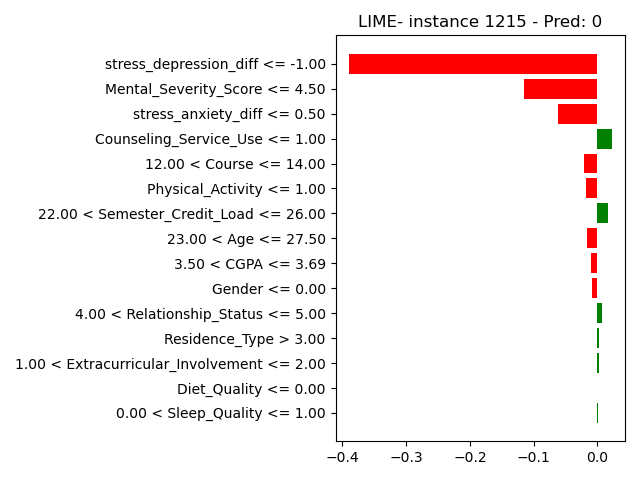 LIME- instance 1215 - Pred: 0
stress_depression_diff <= -1.00
Mental_Severity_Score <= 4.50
stress_anxiety_diff <= 0.50
Counseling_Service_Use <= 1.00
12.00 < Course <= 14.00
Physical_Activity <= 1.00
22.00 < Semester_Credit_Load <= 26.00
23.00 < Age <= 27.50
3.50 < CGPA <= 3.69
Gender <= 0.00
4.00 < Relationship_Status <= 5.00
Residence_Type > 3.00
1.00 < Extracurricular_Involvement <= 2.00
Diet_Quality <= 0.00
0.00 < Sleep_Quality <= 1.00
−0.4 −0.3 −0.2 −0.1 0.0